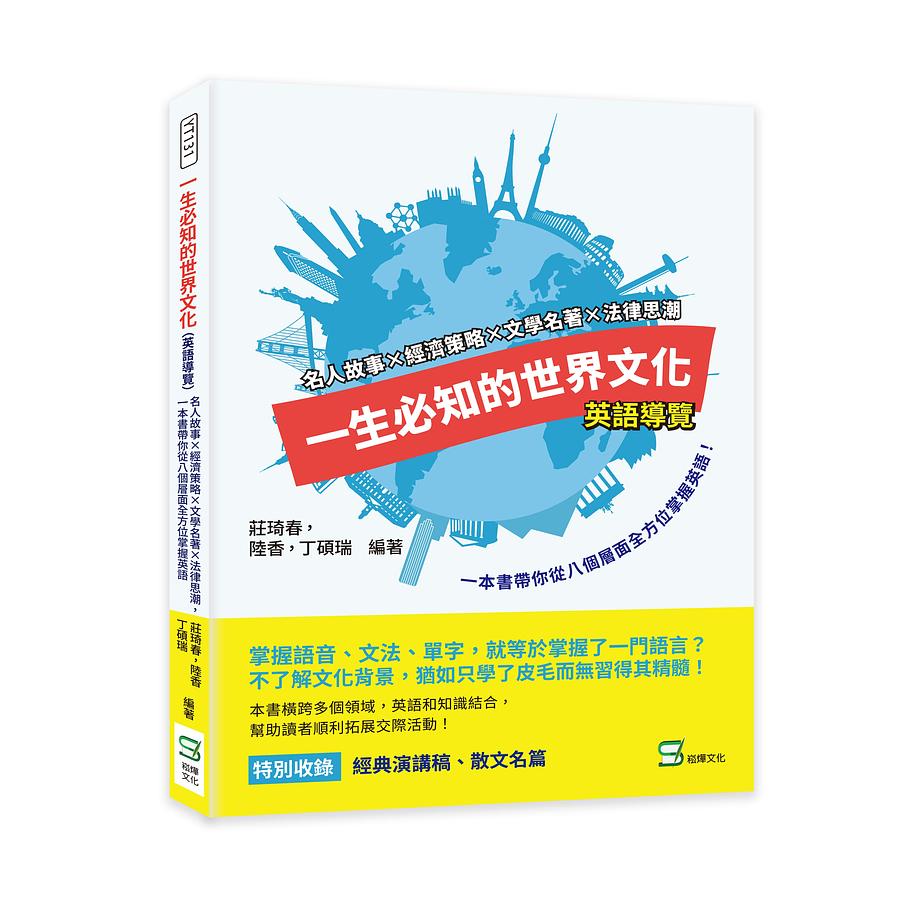 YT131
一生必知的世界文化
(英語導覽)
名人故事×經濟策略×文學名著×法律思潮，
一本書帶你從八個層面全方位掌握英語
莊琦春，陸香，
丁碩瑞 編著
崧燁
文化
名人故事×經濟策略×文學名著×法律思潮
一生必知的世界文化
英語導覽
莊琦春，
陸香，丁碩瑞 編著
一本書帶你從八個層面全方位掌握英語！
掌握語音、文法、單字，就等於掌握了一門語言？
不了解文化背景，猶如只學了皮毛而無習得其精髓！
本書橫跨多個領域，英語和知識結合，
幫助讀者順利拓展交際活動！
特別收錄 經典演講稿、散文名篇
崧燁文化